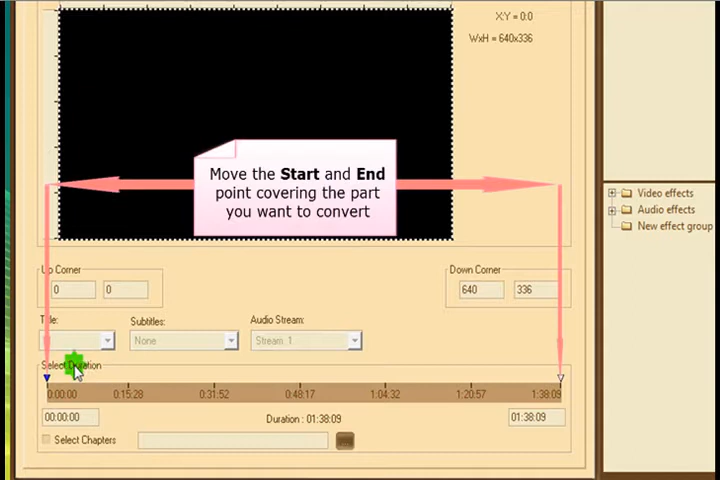 X:Y = 0:0
WxH = 640x336
Move the Start and End
point covering the part
you want to convert
Video effects
Audio effects
New effect group
Up Corner
0 0
Down Corner
640 336
Title:
Subtitles:
None
Audio Stream:
Stream. 1
Select Duration
0:00:00 0:15:28 0:31:52 0:48:17 1:04:32 1:20:57 1:38:09
00:00:00
Duration : 01:38:09
01:38:09
Select Chapters
...